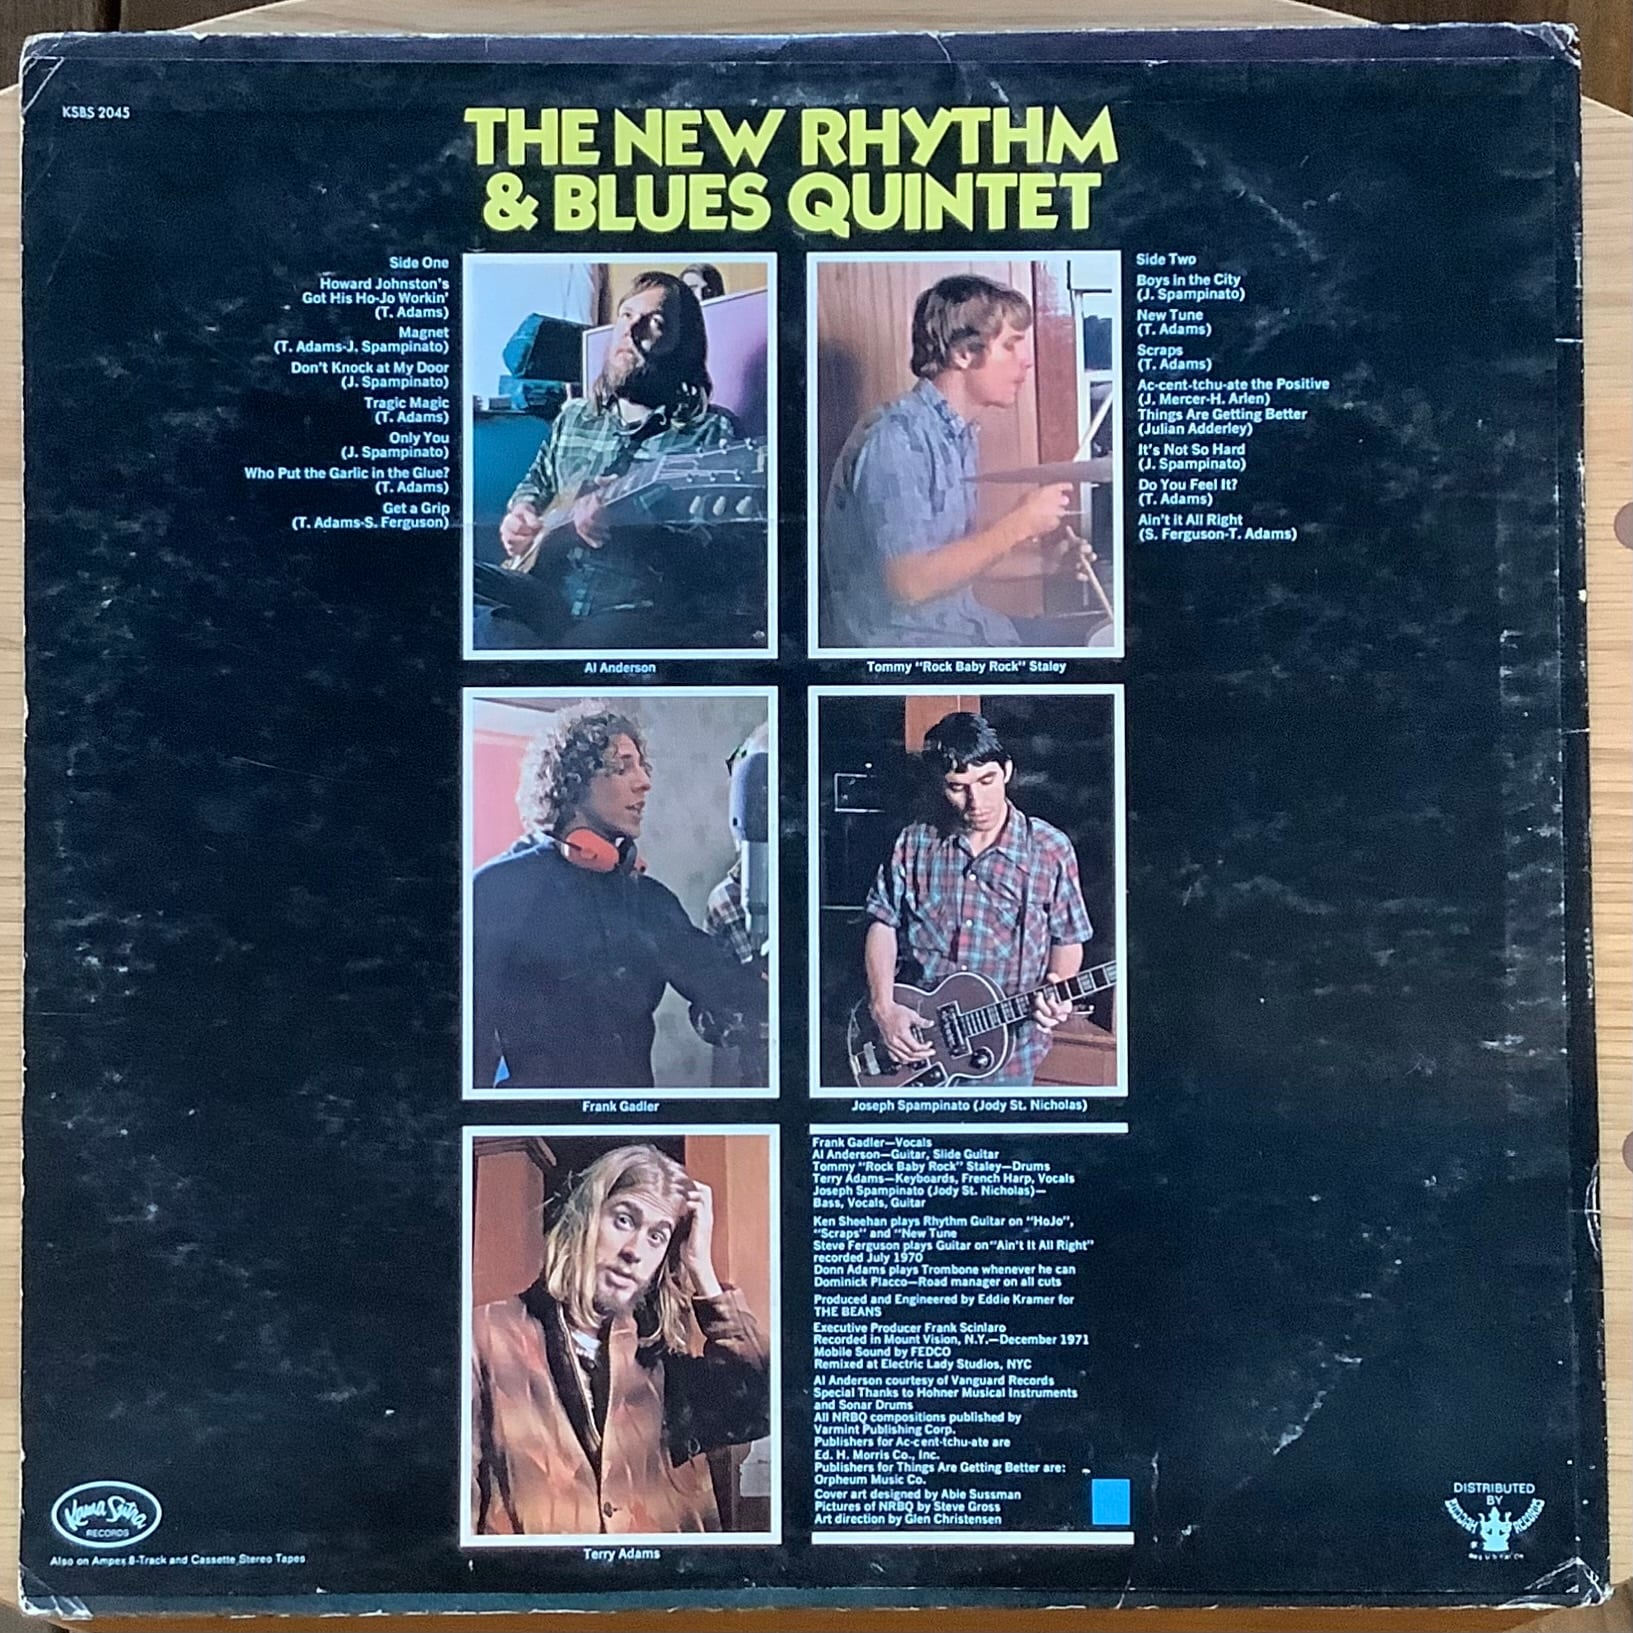 KSBS 2045
THE NEW RHYTHM
& BLUES QUINTET
Side One
Howard Johnston's
Got His Ho-Jo Workin'
(T. Adams)
Magnet
(T. Adams-J. Spampinato)
Don't Knock at My Door
(J. Spampinato)
Tragic Magic
(T. Adams)
Only You
(J. Spampinato)
Who Put the Garlic in the Glue?
(T. Adams)
Get a Grip
(T. Adams-S. Ferguson)
Side Two
Boys in the City
(J. Spampinato)
New Tune
(T. Adams)
Scraps
(T. Adams)
Ac-cent-tchu-ate the Positive
(J. Mercer-H. Arlen)
Things Are Getting Better
(Julian Adderley)
It's Not So Hard
(J. Spampinato)
Do You Feel It?
(T. Adams)
Ain't it All Right
(S. Ferguson-T. Adams)
Al Anderson
Tommy "Rock Baby Rock" Staley
Frank Gadler
Joseph Spampinato (Jody St. Nicholas)
Terry Adams
Frank Gadler—Vocals
Al Anderson—Guitar, Slide Guitar
Tommy "Rock Baby Rock" Staley—Drums
Terry Adams—Keyboards, French Harp, Vocals
Joseph Spampinato (Jody St. Nicholas)—
Bass, Vocals, Guitar
Ken Sheehan plays Rhythm Guitar on "HoJo",
"Scraps" and "New Tune
Steve Ferguson plays Guitar on "Ain't It All Right"
recorded July 1970
Donn Adams plays Trombone whenever he can
Dominick Placco—Road manager on all cuts
Produced and Engineered by Eddie Kramer for
THE BEANS
Executive Producer Frank Scinlaro
Recorded in Mount Vision, N.Y.—December 1971
Mobile Sound by FEDCO
Remixed at Electric Lady Studios, NYC
Al Anderson courtesy of Vanguard Records
Special Thanks to Hohner Musical Instruments
and Sonar Drums
All NRBQ compositions published by
Varmint Publishing Corp.
Publishers for Ac-cent-tchu-ate are
Ed. H. Morris Co., Inc.
Publishers for Things Are Getting Better are:
Orpheum Music Co.
Cover art designed by Abie Sussman
Pictures of NRBQ by Steve Gross
Art direction by Glen Christensen
Kama Sutra
RECORDS
Also on Ampex 8-Track and Cassette Stereo Tapes
DISTRIBUTED
BY
BUDDAH RECORDS